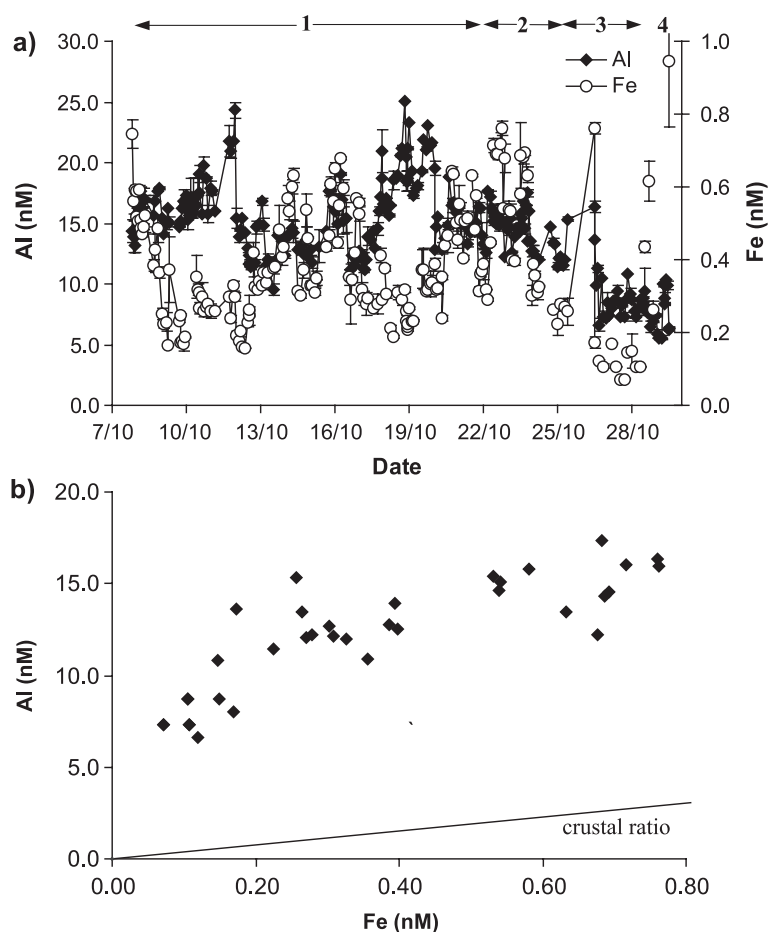 a)
1 2 3 4
30.0 1.0
Al
Fe
25.0
0.8
20.0
0.6
15.0
0.4
10.0
0.2
5.0
0.0 0.0
Al (nM)
Fe (nM)
7/10 10/10 13/10 16/10 19/10 22/10 25/10 28/10
Date
b)
20.0
15.0
10.0
5.0
0.0
Al (nM)
crustal ratio
0.00 0.20 0.40 0.60 0.80
Fe (nM)